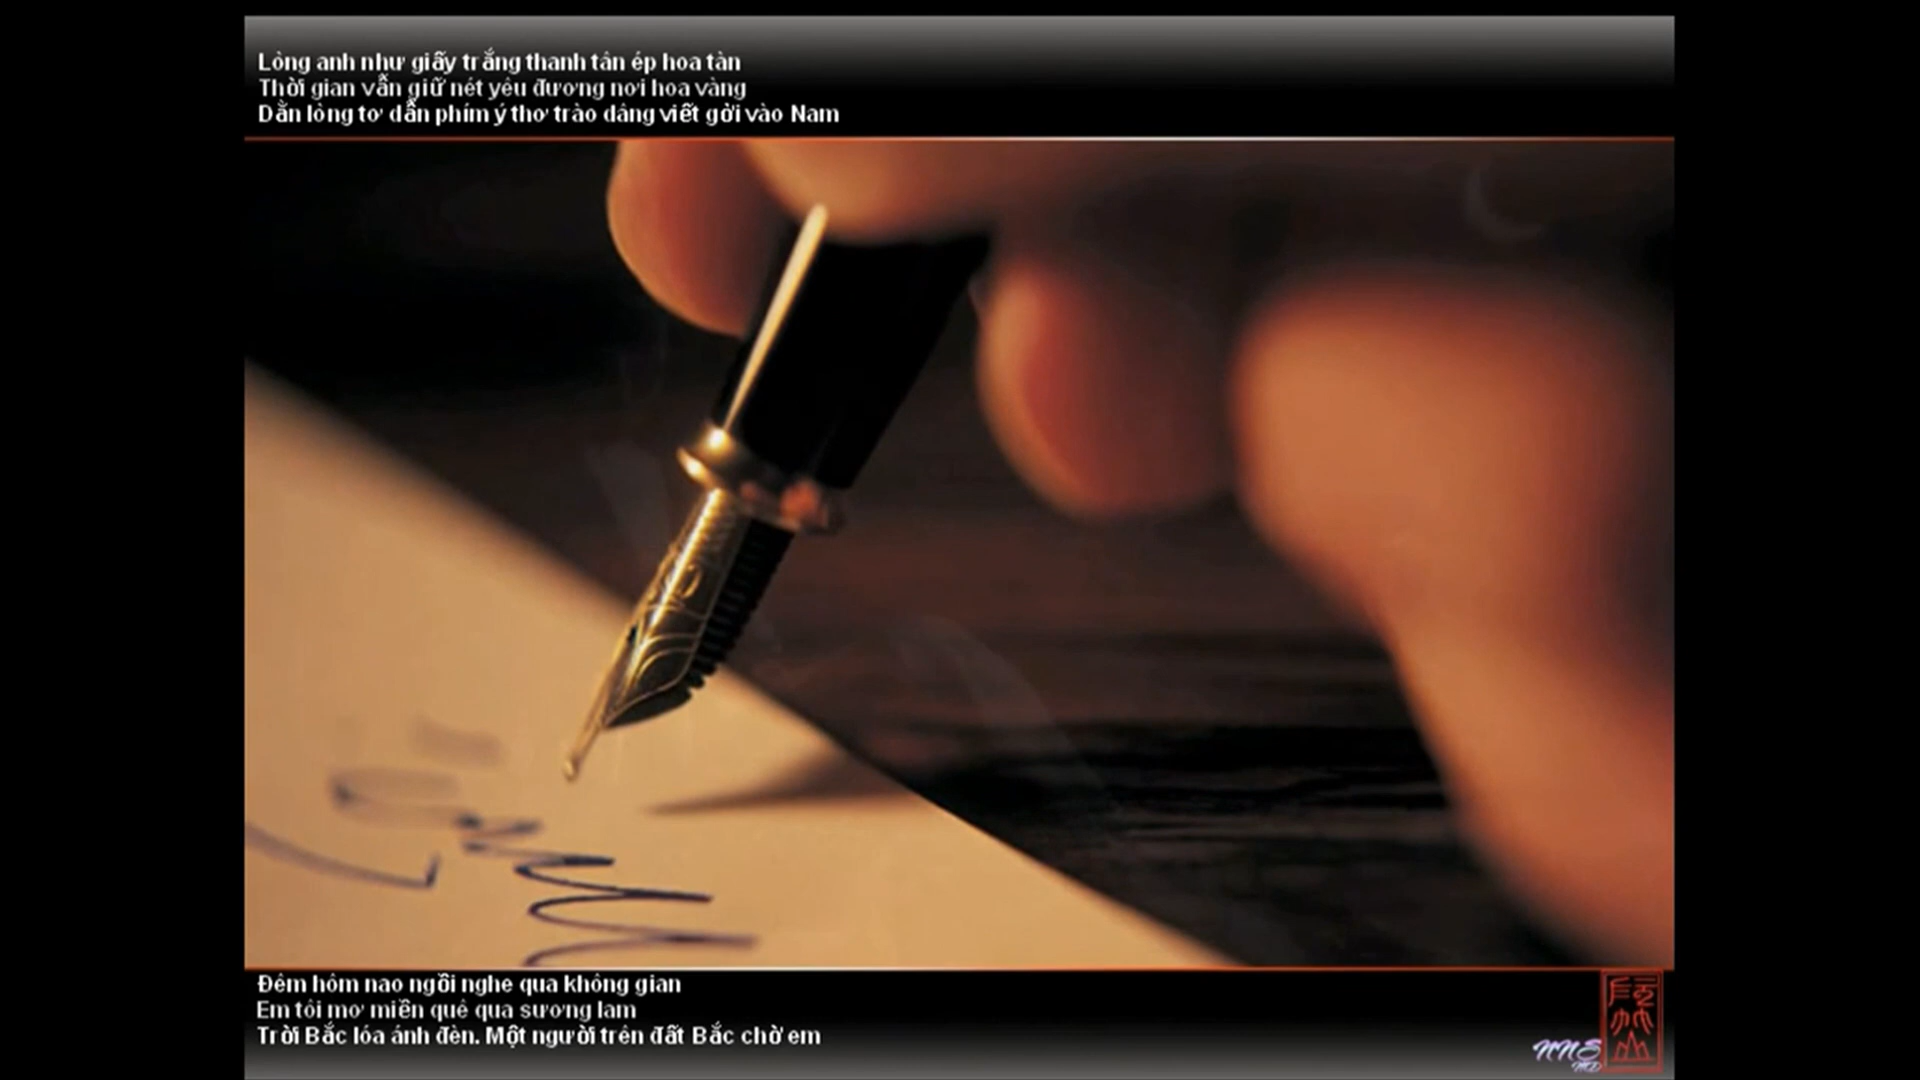 Lòng anh như giấy trắng thanh tân ép hoa tàn
Thời gian vẫn giữ nét yêu đương nơi hoa vàng
Dằn lòng tơ dẫn phím ý thơ trào dâng viết gởi vào Nam
Đêm hôm nao ngồi nghe qua không gian
Em tôi mơ miền quê qua sương lam
Trời Bắc lóa ánh đèn. Một người trên đất Bắc chờ em
NNS
MD